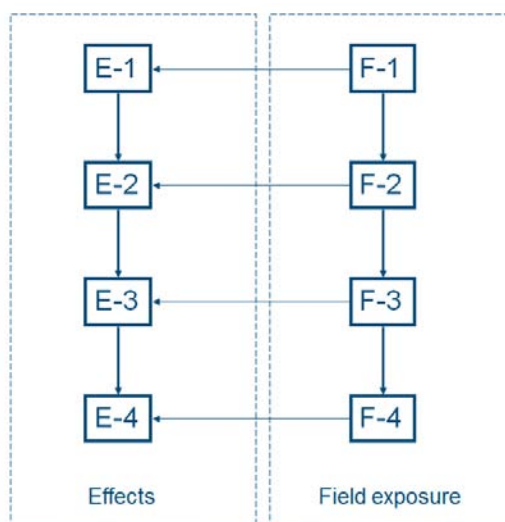 E-1 F-1
E-2 F-2
E-3 F-3
E-4 F-4
Effects Field exposure